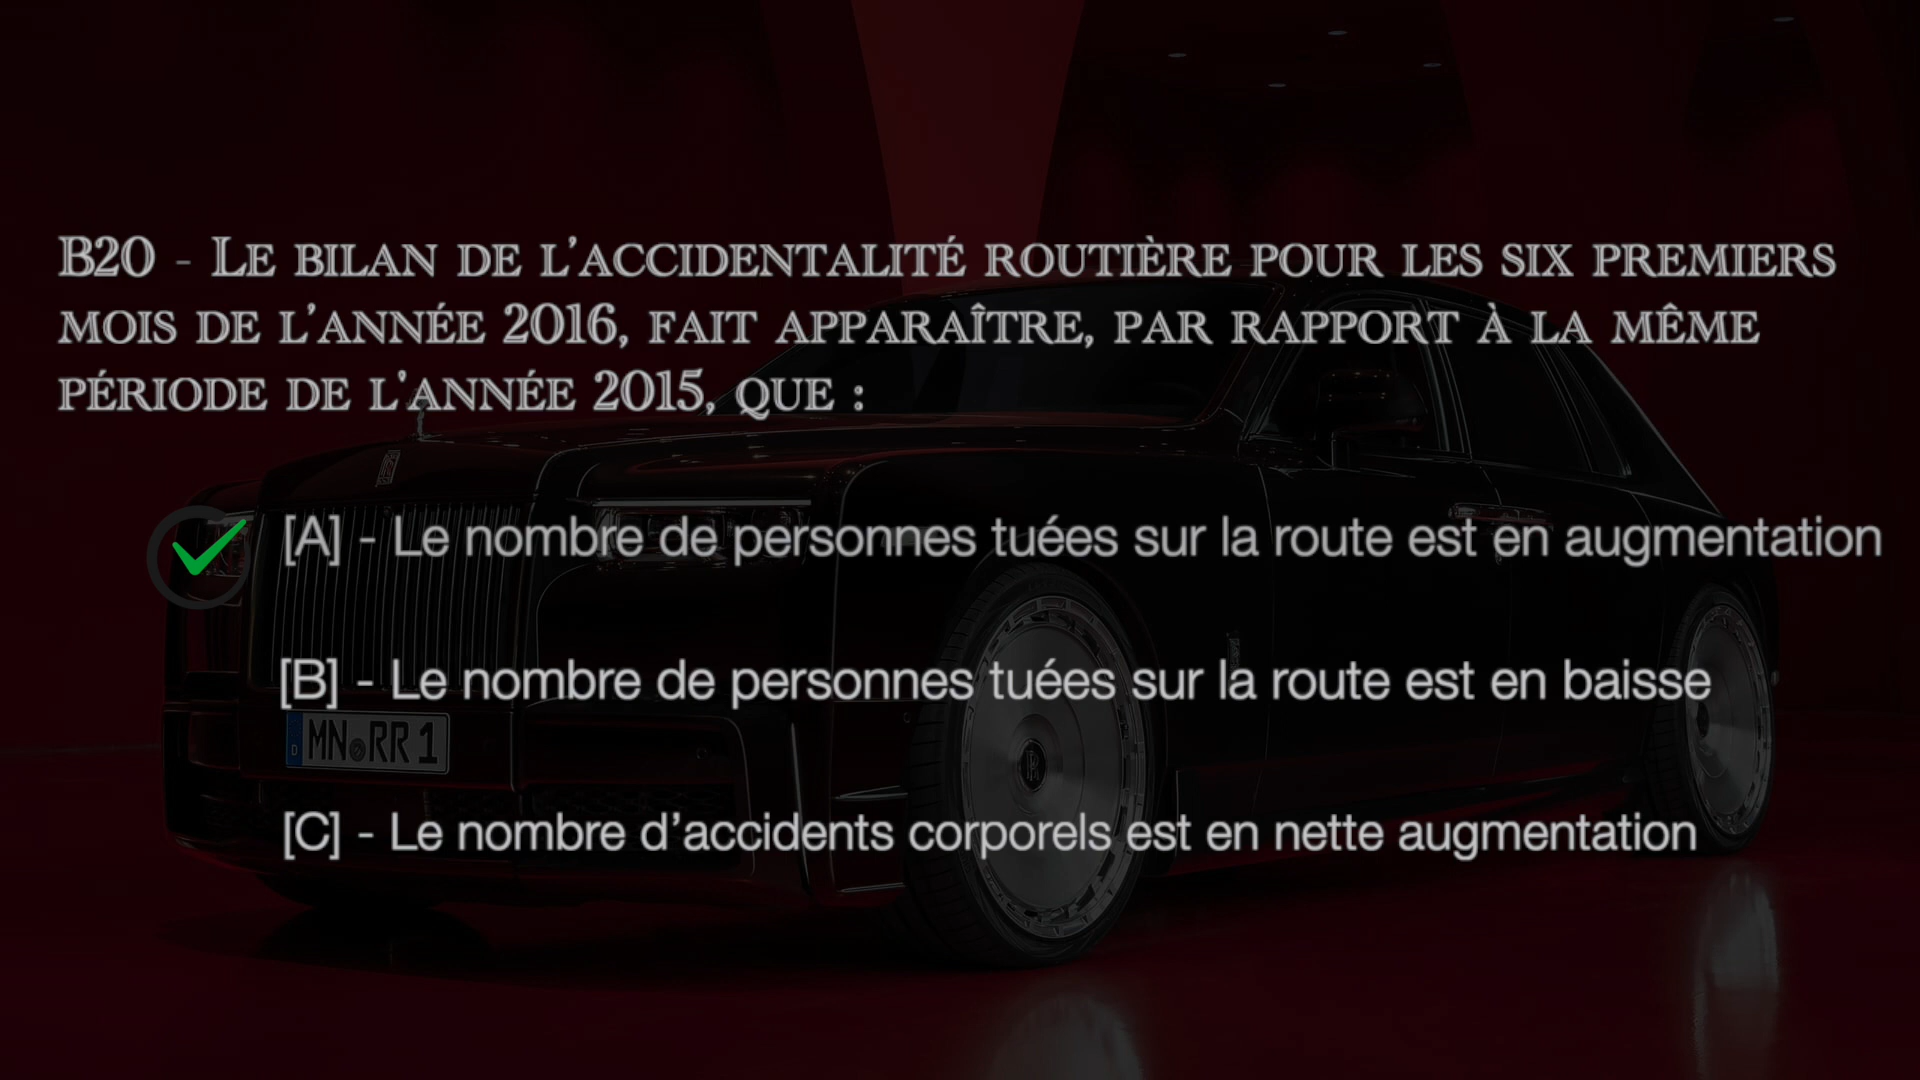 B20 - Le bilan de l’accidentalité routière pour les six premiers
mois de l’année 2016, fait apparaître, par rapport à la même
période de l’année 2015, que :
[A] - Le nombre de personnes tuées sur la route est en augmentation
[B] - Le nombre de personnes tuées sur la route est en baisse
D MN RR 1
[C] - Le nombre d’accidents corporels est en nette augmentation